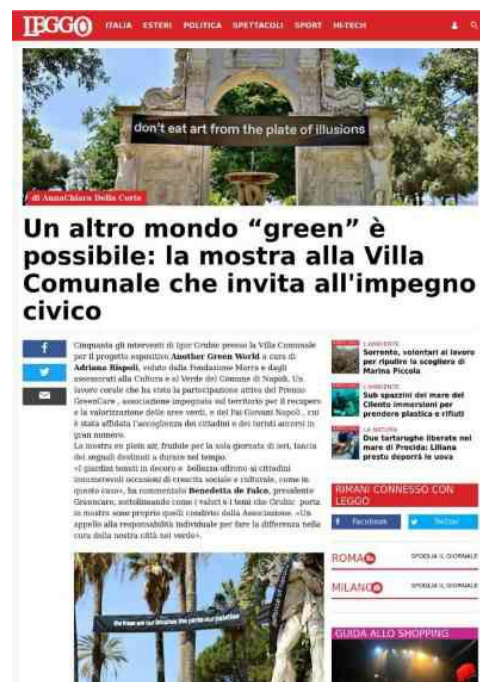 LEGGO
ITALIA ESTERI POLITICA SPETTACOLI SPORT HI-TECH
don't eat art from the plate of illusions
di AnnaChiara Della Corte
Un altro mondo “green” è
possibile: la mostra alla Villa
Comunale che invita all'impegno
civico
Cinquanta gli interventi di Igor Grubic presso la Villa Comunale
per il progetto espositivo Another Green World a cura di
Adriana Rispoli, voluto dalla Fondazione Morra e dagli
assessorati alla Cultura e al Verde del Comune di Napoli. Un
lavoro corale che ha visto la partecipazione attiva del Premio
GreenCare , associazione impegnata sul territorio per il recupero
e la valorizzazione delle aree verdi, e del Fai Giovani Napoli , cui
è stata affidata l'accoglienza dei cittadini e dei turisti accorsi in
gran numero.
La mostra en plein air, fruibile per la sola giornata di ieri, lancia
dei segnali destinati a durare nel tempo.
«I giardini tenuti in decoro e bellezza offrono ai cittadini
innumerevoli occasioni di crescita sociale e culturale, come in
questo caso», ha commentato Benedetta de Falco, presidente
Greencare, sottolineando come i valori e i temi che Grubic porta
in mostra sono proprio quelli condivisi dalla Associazione. «Un
appello alla responsabilità individuale per fare la differenza nella
cura della nostra città nel verde».
L'AMBIENTE
Sorrento, volontari al lavoro
per ripulire la scogliera di
Marina Piccola
L'AMBIENTE
Sub spazzini del mare del
Cilento immersioni per
prendere plastica e rifiuti
LA NATURA
Due tartarughe liberate nel
mare di Procida: Liliana
presto deporrà le uova
RIMANI CONNESSO CON
LEGGO
Facebook Twitter
ROMA SFOGLIA IL GIORNALE
MILANO SFOGLIA IL GIORNALE
GUIDA ALLO SHOPPING